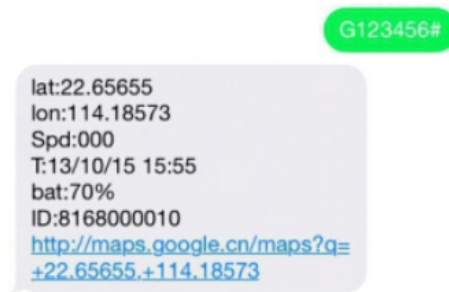 G123456#
lat:22.65655
lon:114.18573
Spd:000
T:13/10/15 15:55
bat:70%
ID:8168000010
http://maps.google.cn/maps?q=
+22.65655,+114.18573